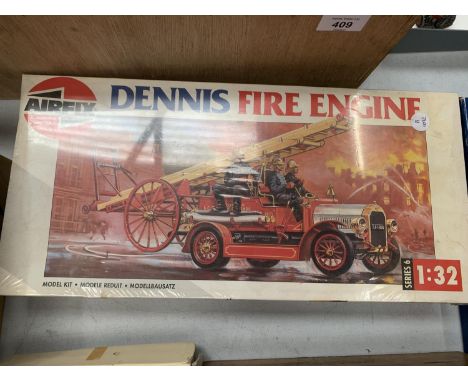 409
AIRFIX
DENNIS FIRE ENGINE
MODEL KIT • MODELE REDUIT • MODELLBAUSATZ
SERIES 6
1:32